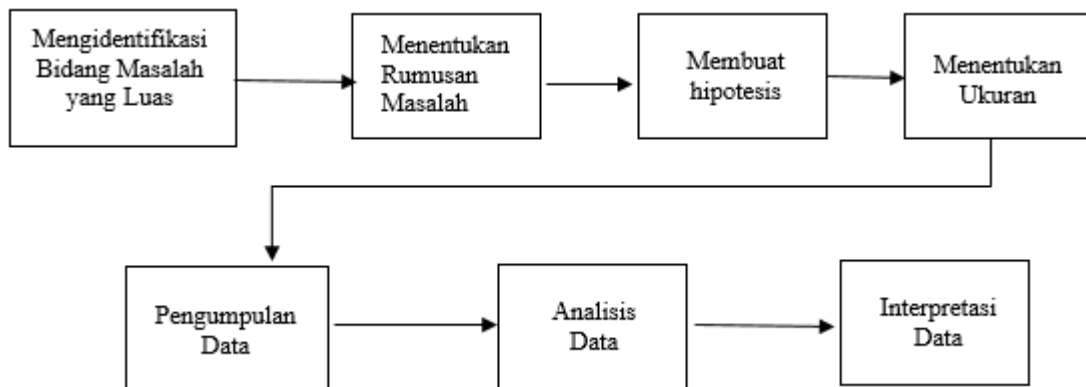 Mengidentifikasi
Bidang Masalah
yang Luas
Menentukan
Rumusan
Masalah
Membuat
hipotesis
Menentukan
Ukuran
Pengumpulan
Data
Analisis
Data
Interpretasi
Data